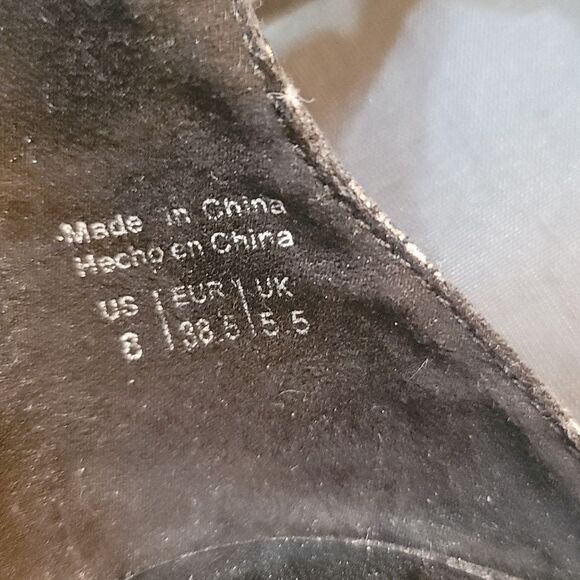 Made in China
Hecho en China
US | EUR | UK
8 | 38.5 | 5.5